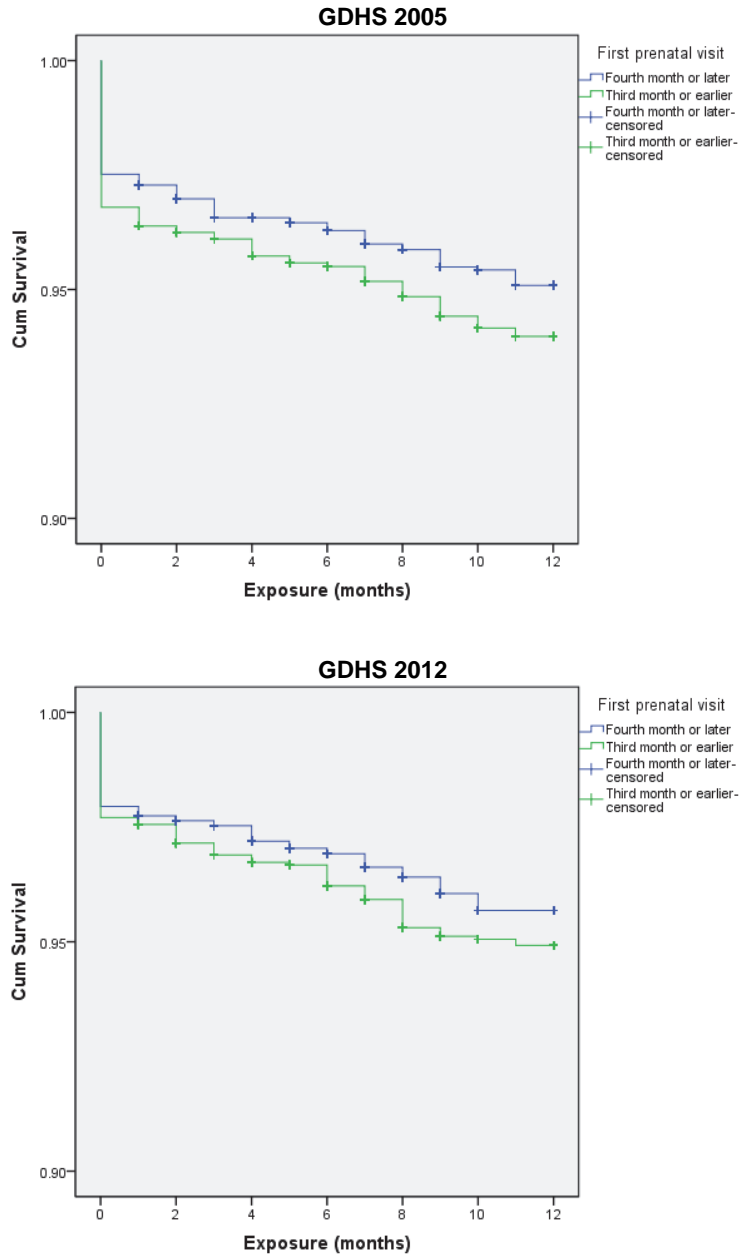 GDHS 2005
First prenatal visit
Fourth month or later
Third month or earlier
Fourth month or later-
censored
Third month or earlier-
censored
Cum Survival
1.00
0.95
0.90
0 2 4 6 8 10 12
Exposure (months)
GDHS 2012
First prenatal visit
Fourth month or later
Third month or earlier
Fourth month or later-
censored
Third month or earlier-
censored
Cum Survival
1.00
0.95
0.90
0 2 4 6 8 10 12
Exposure (months)